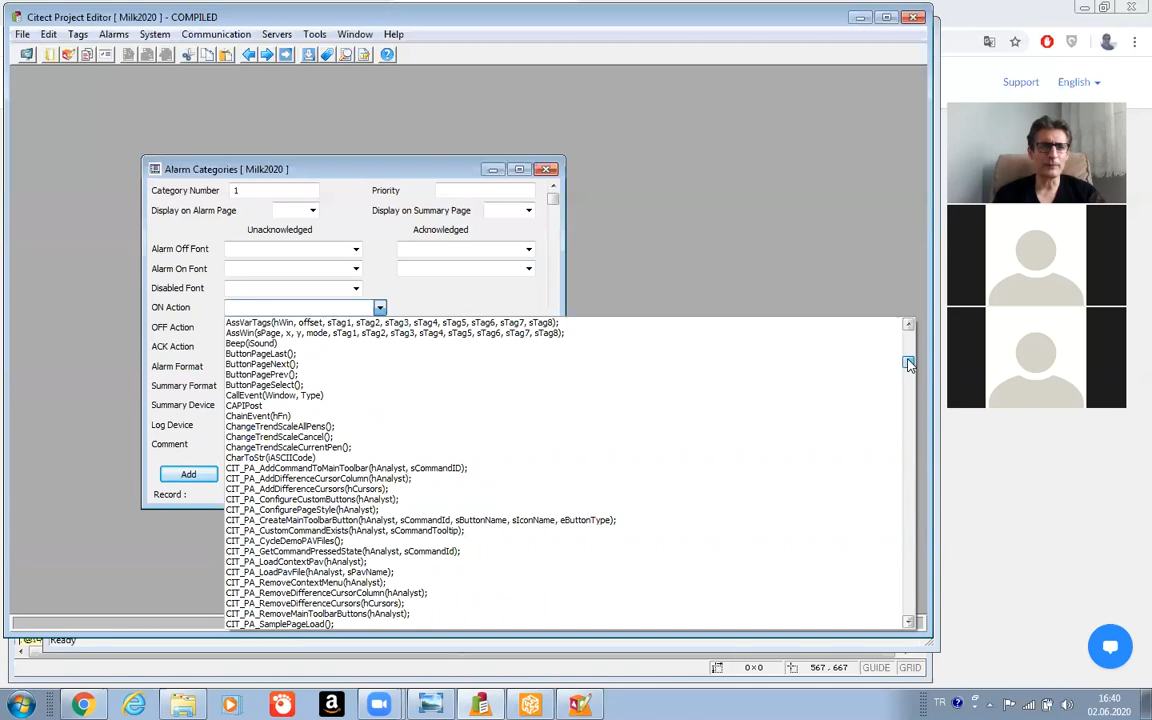 Citect Project Editor [ Milk2020 ] - COMPILED
File Edit Tags Alarms System Communication Servers Tools Window Help
Support English
Alarm Categories [ Milk2020 ]
Category Number 1 Priority
Display on Alarm Page Display on Summary Page
Unacknowledged Acknowledged
Alarm Off Font
Alarm On Font
Disabled Font
ON Action
OFF Action
ACK Action
Alarm Format
Summary Format
Summary Device
Log Device
Comment
Add
Record :
AssVarTags(hWin, offset, sTag1, sTag2, sTag3, sTag4, sTag5, sTag6, sTag7, sTag8);
AssWin(sPage, x, y, mode, sTag1, sTag2, sTag3, sTag4, sTag5, sTag6, sTag7, sTag8);
Beep(iSound)
ButtonPageLast();
ButtonPageNext();
ButtonPagePrev();
ButtonPageSelect();
CallEvent(Window, Type)
CAPIPost
ChainEvent(hFn)
ChangeTrendScaleAllPens();
ChangeTrendScaleCancel();
ChangeTrendScaleCurrentPen();
CharToStr(iASCIICode)
CIT_PA_AddCommandToMainToolbar(hAnalyst, sCommandID);
CIT_PA_AddDifferenceCursorColumn(hAnalyst);
CIT_PA_AddDifferenceCursors(hCursors);
CIT_PA_ConfigureCustomButtons(hAnalyst);
CIT_PA_ConfigurePageStyle(hAnalyst);
CIT_PA_CreateMainToolbarButton(hAnalyst, sCommandId, sButtonName, sIconName, eButtonType);
CIT_PA_CustomCommandExists(hAnalyst, sCommandTooltip);
CIT_PA_CycleDemoPAVFiles();
CIT_PA_GetCommandPressedState(hAnalyst, sCommandId);
CIT_PA_LoadContextPav(hAnalyst);
CIT_PA_LoadPavFile(hAnalyst, sPavName);
CIT_PA_RemoveContextMenu(hAnalyst);
CIT_PA_RemoveDifferenceCursorColumn(hAnalyst);
CIT_PA_RemoveDifferenceCursors(hCursors);
CIT_PA_RemoveMainToolbarButtons(hAnalyst);
CIT_PA_SamplePageLoad();
Ready
0×0 567,667 GUIDE GRID
TR 16:40
02.06.2020